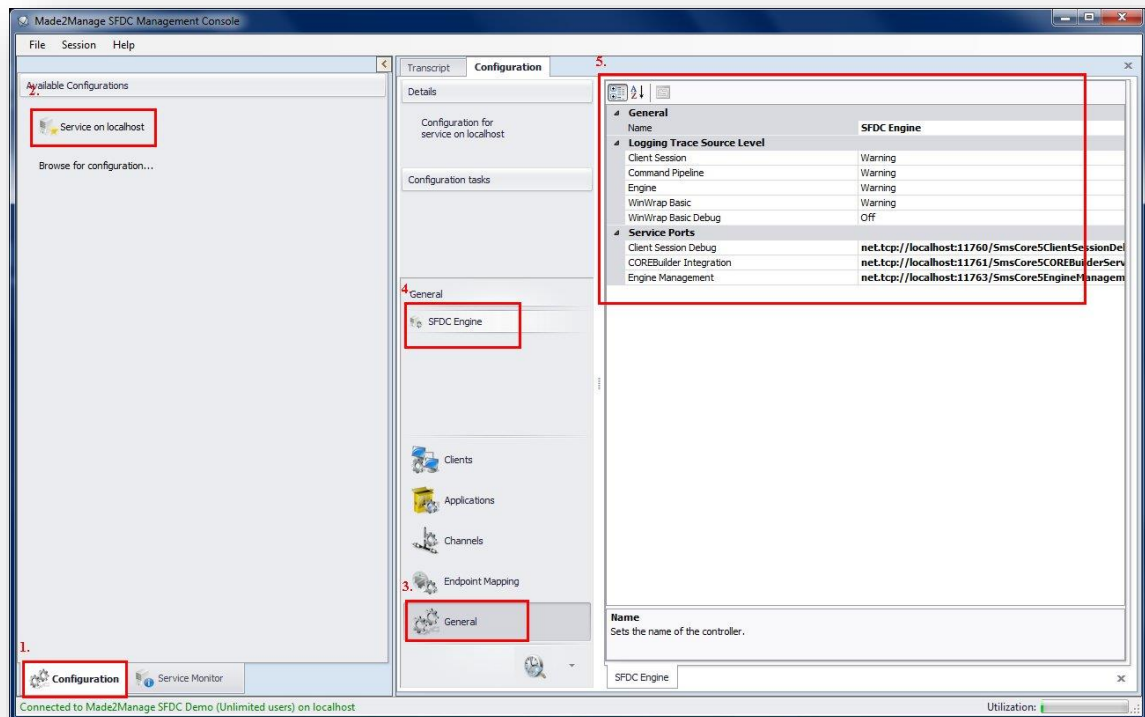 Made2Manage SFDC Management Console
File Session Help
Available Configurations
2.
Service on localhost
Browse for configuration...
1.
Configuration
Service Monitor
Transcript
Configuration
Details
Configuration for
service on localhost
Configuration tasks
4.
General
SFDC Engine
Clients
Applications
Channels
Endpoint Mapping
3.
General
5.
General
Name SFDC Engine
Logging Trace Source Level
Client Session Warning
Command Pipeline Warning
Engine Warning
WinWrap Basic Warning
WinWrap Basic Debug Off
Service Ports
Client Session Debug net.tcp://localhost:11760/SmsCore5ClientSessionDel
COREBuilder Integration net.tcp://localhost:11761/SmsCore5COREBuilderServ
Engine Management net.tcp://localhost:11763/SmsCore5EngineManagem
Name
Sets the name of the controller.
SFDC Engine
Connected to Made2Manage SFDC Demo (Unlimited users) on localhost
Utilization: